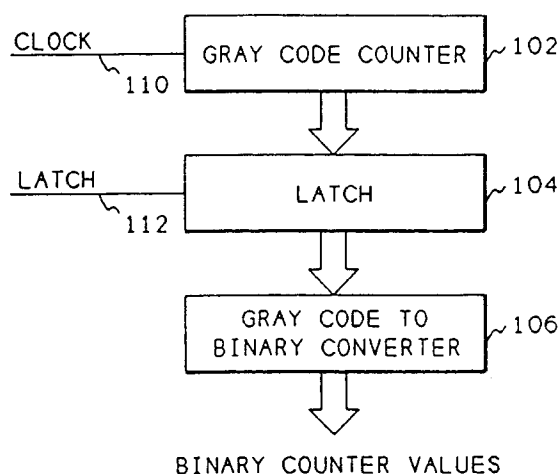 CLOCK
110
GRAY CODE COUNTER
102
LATCH
112
LATCH
104
GRAY CODE TO
BINARY CONVERTER
106
BINARY COUNTER VALUES